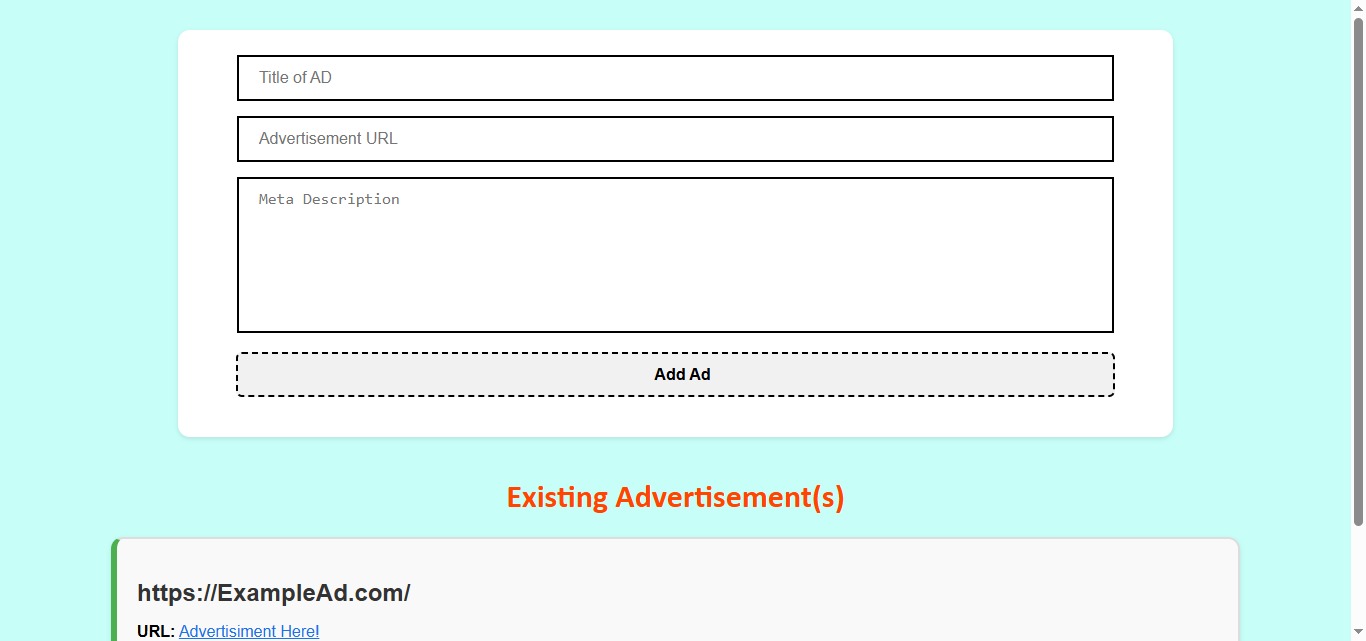 Title of AD
Advertisement URL
Meta Description
Add Ad
Existing Advertisement(s)
https://ExampleAd.com/
URL: Advertisiment Here!